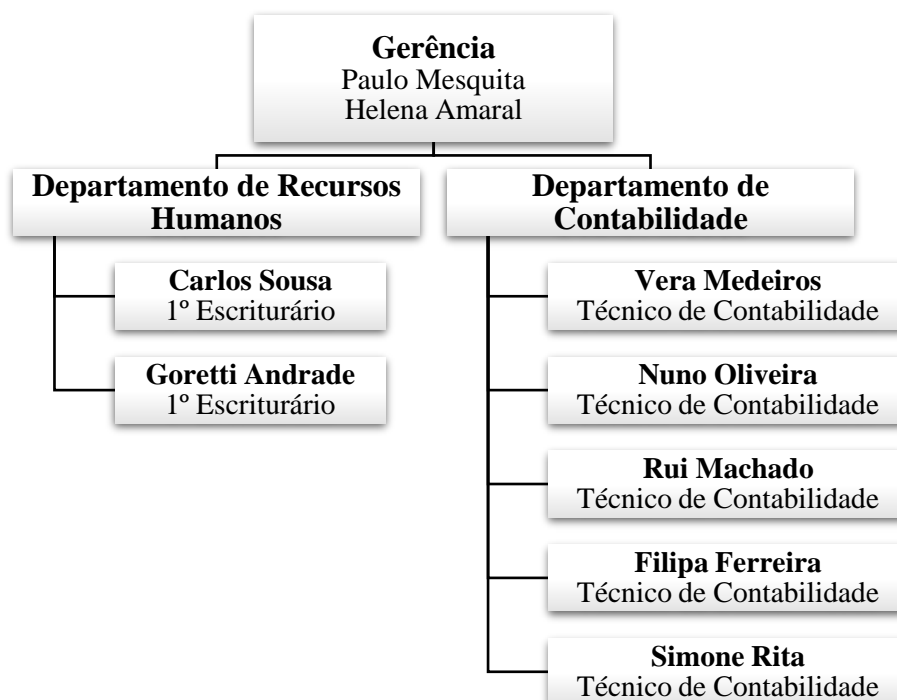 Gerência
Paulo Mesquita
Helena Amaral
Departamento de Recursos
Humanos
Carlos Sousa
1º Escriturário
Goretti Andrade
1º Escriturário
Departamento de
Contabilidade
Vera Medeiros
Técnico de Contabilidade
Nuno Oliveira
Técnico de Contabilidade
Rui Machado
Técnico de Contabilidade
Filipa Ferreira
Técnico de Contabilidade
Simone Rita
Técnico de Contabilidade